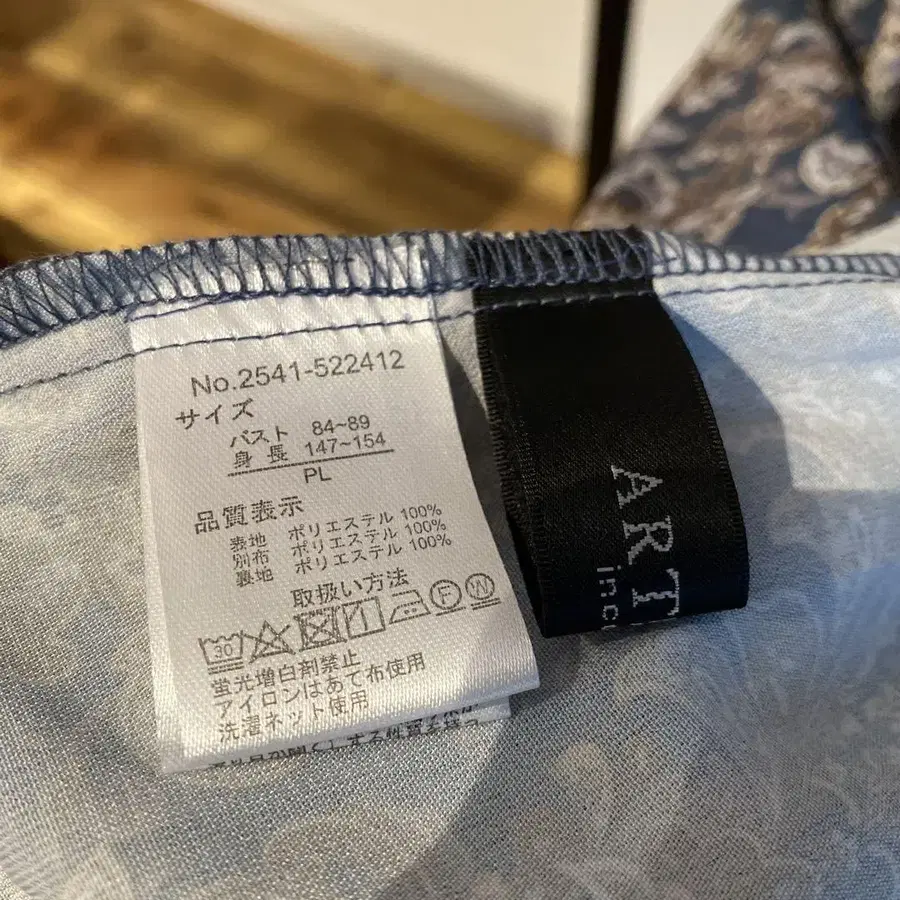 No.2541-522412
サイズ
バスト 84~89
身 長 147~154
PL
品質表示
表地 ポリエステル 100%
別布 ポリエステル 100%
裏地 ポリエステル 100%
取扱い方法
30 F W
蛍光増白剤禁止
アイロンはあて布使用
洗濯ネット使用
ART
in